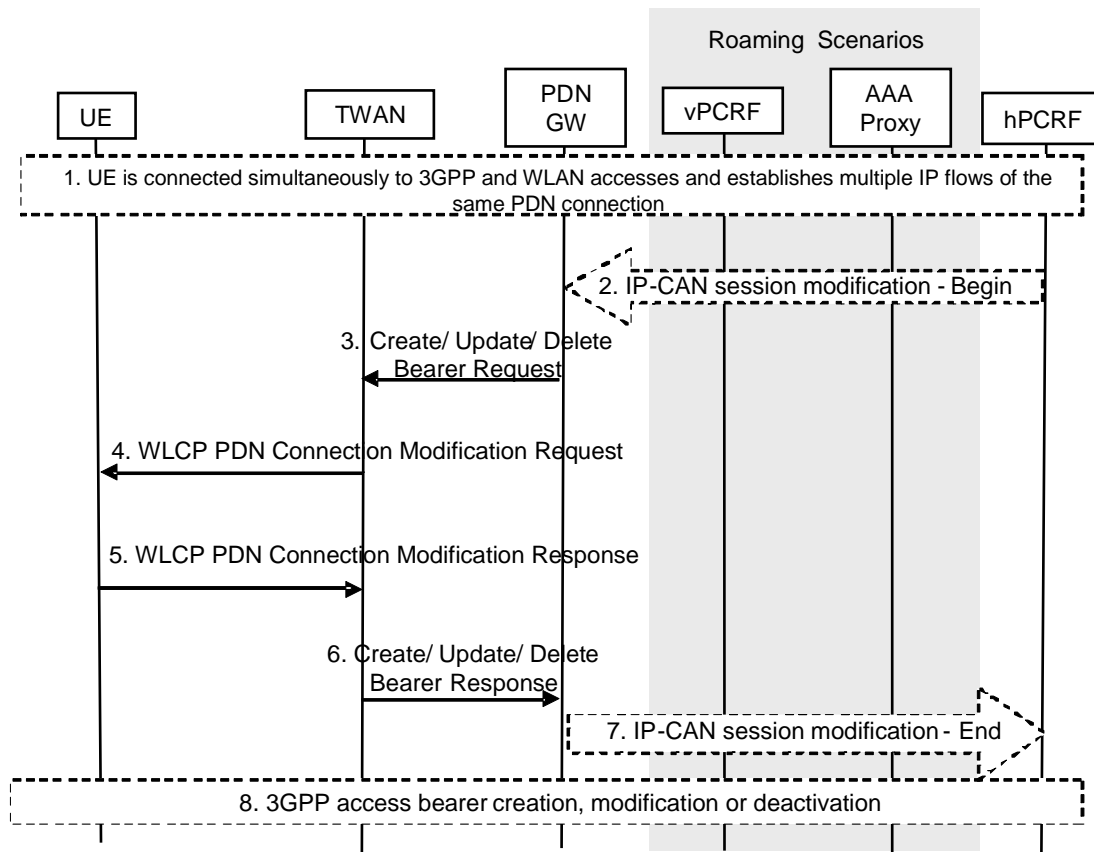 Roaming Scenarios
UE
TWAN
PDN
GW
vPCRF
AAA
Proxy
hPCRF
1. UE is connected simultaneously to 3GPP and WLAN accesses and establishes multiple IP flows of the
same PDN connection
2. IP-CAN session modification - Begin
3. Create/ Update/ Delete
Bearer Request
4. WLCP PDN Connection Modification Request
5. WLCP PDN Connection Modification Response
6. Create/ Update/ Delete
Bearer Response
7. IP-CAN session modification - End
8. 3GPP access bearer creation, modification or deactivation